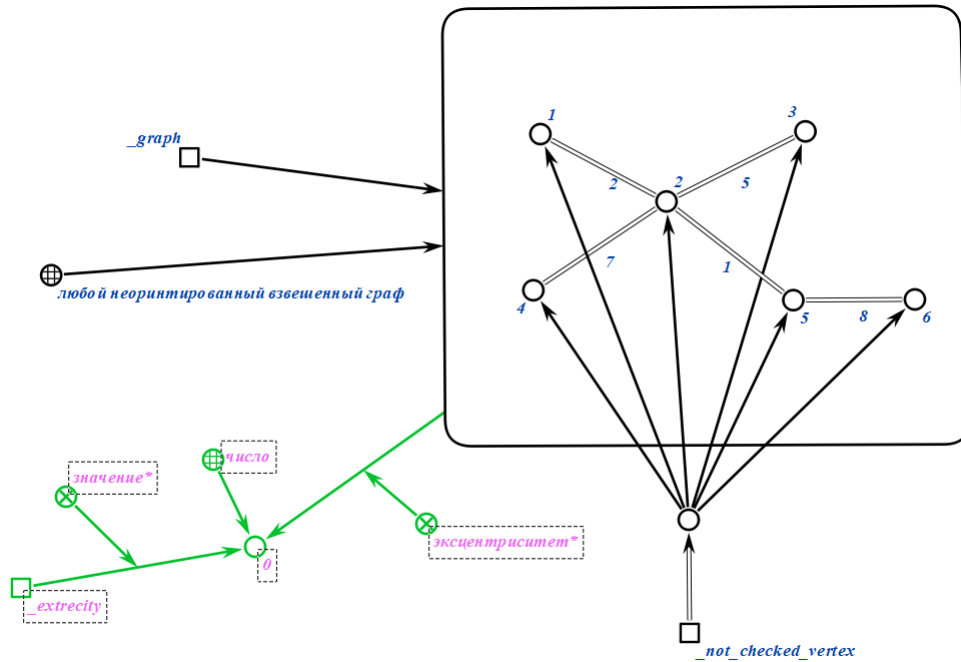 1
3
_graph
2
2
5
любой неоринтированный взвешенный граф
7
1
4
5
8
6
число
значение*
эксцентриситет*
0
_extrecity
_not_checked_vertex